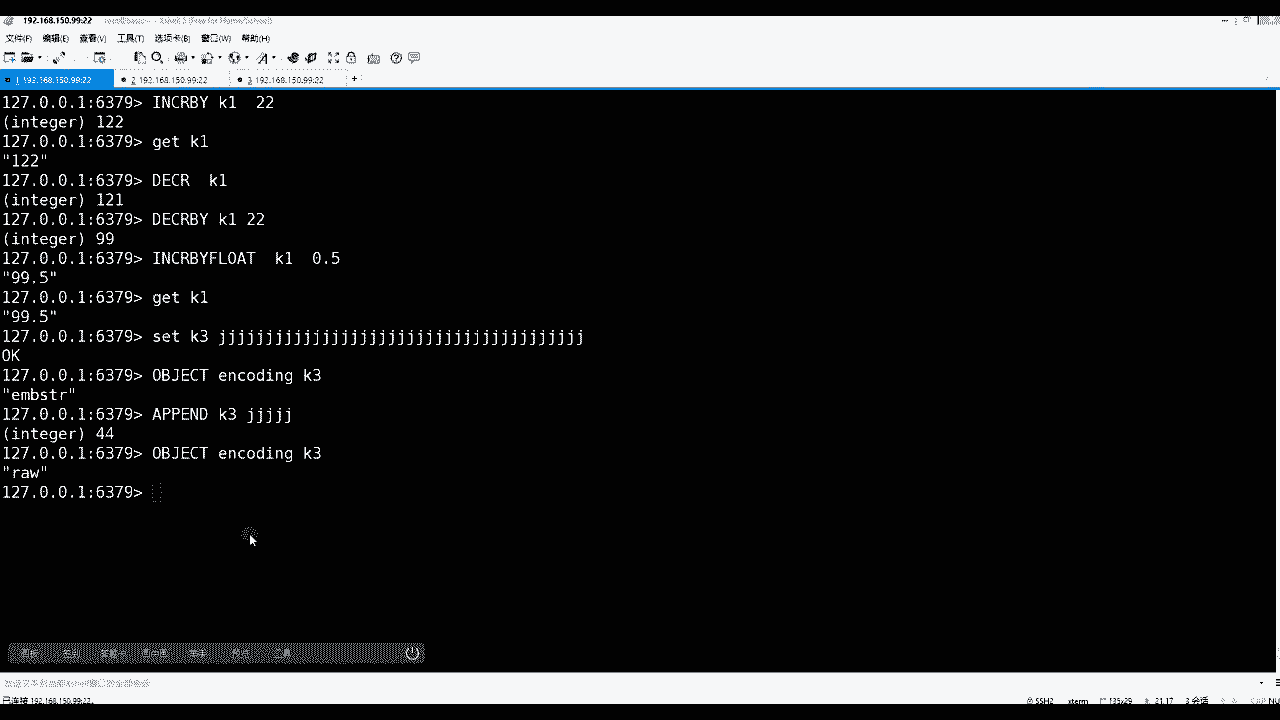 192.168.150.99:22
文件(F) 编辑(E) 查看(V) 工具(T) 选项卡(B) 窗口(W) 帮助(H)
1 192.168.150.99:22 2 192.168.150.99:22 3 192.168.150.99:22 +
127.0.0.1:6379> INCRBY k1  22
(integer) 122
127.0.0.1:6379> get k1
"122"
127.0.0.1:6379> DECR  k1
(integer) 121
127.0.0.1:6379> DECRBY k1 22
(integer) 99
127.0.0.1:6379> INCRBYFLOAT  k1  0.5
"99.5"
127.0.0.1:6379> get k1
"99.5"
127.0.0.1:6379> set k3 jjjjjjjjjjjjjjjjjjjjjjjjjjjjjjjjjjjjjjj
OK
127.0.0.1:6379> OBJECT encoding k3
"embstr"
127.0.0.1:6379> APPEND k3 jjjjj
(integer) 44
127.0.0.1:6379> OBJECT encoding k3
"raw"
127.0.0.1:6379>
已连接 192.168.150.99:22。 SSH2 xterm 135x29 21,17 3 会话